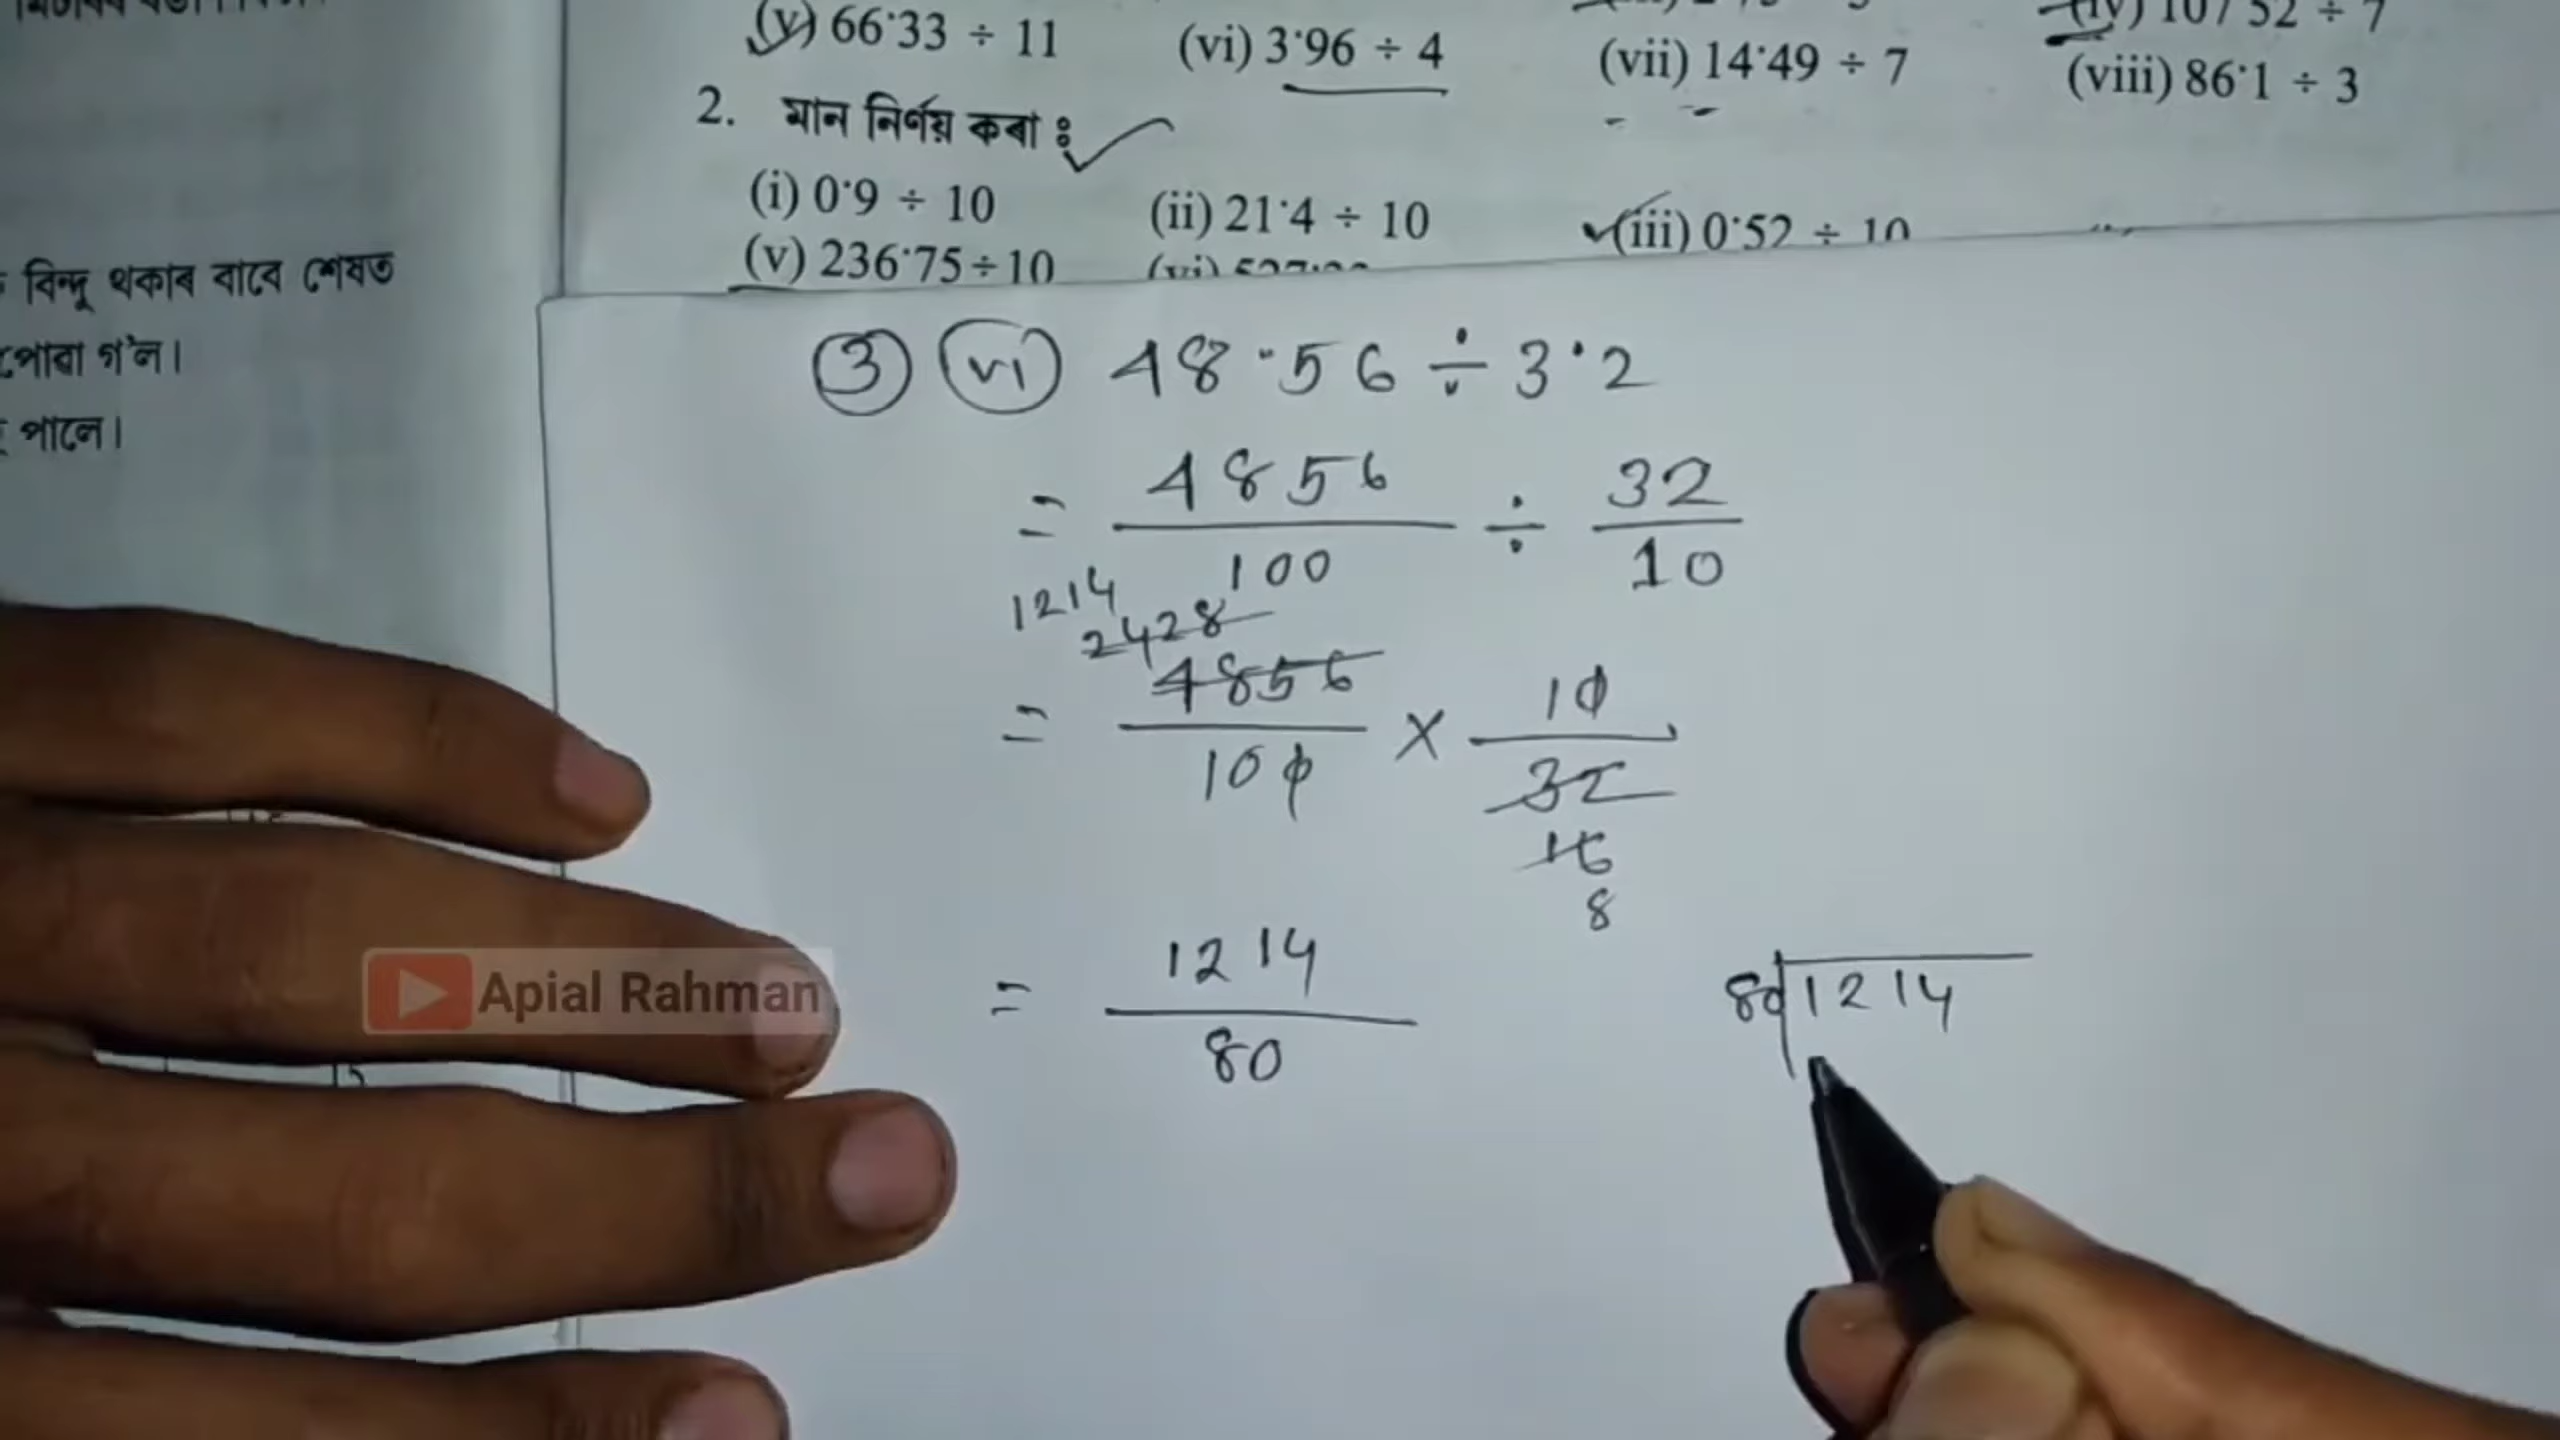 (v) 66·33 ÷ 11 (vi) 3·96 ÷ 4 (vii) 14·49 ÷ 7 (viii) 86·1 ÷ 3
2. মান নিৰ্ণয় কৰা ঃ
(i) 0·9 ÷ 10 (ii) 21·4 ÷ 10 (iii) 0·52 ÷ 10
(v) 236·75÷10 (vi)
বিন্দু থকাৰ বাবে শেষত
পোৱা গ'ল।
পালে।
3 vi 48·56 ÷ 3·2
= 4856/100 ÷ 32/10
1214
2428
= 4856/100 × 10/32
16
8
= 1214/80
80 1214
Apial Rahman